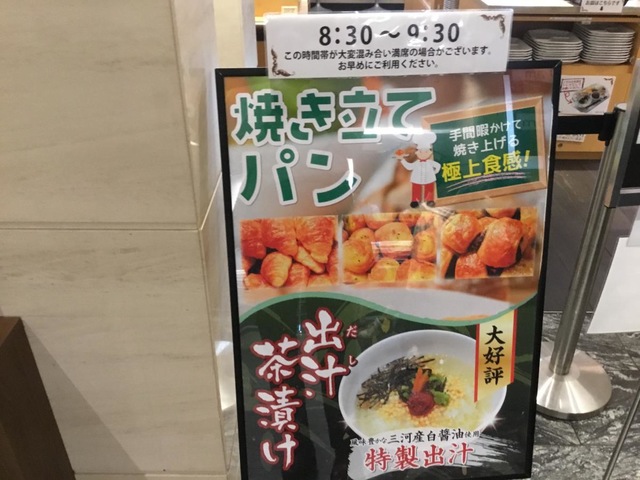 8:30〜9:30
この時間帯が大変混み合い満席の場合がございます。
お早めにご利用ください。
焼き立て
パン
手間暇かけて
焼き上げる
極上食感!
出汁
だし
茶漬け
大好評
風味豊かな三河産白醤油使用
特製出汁